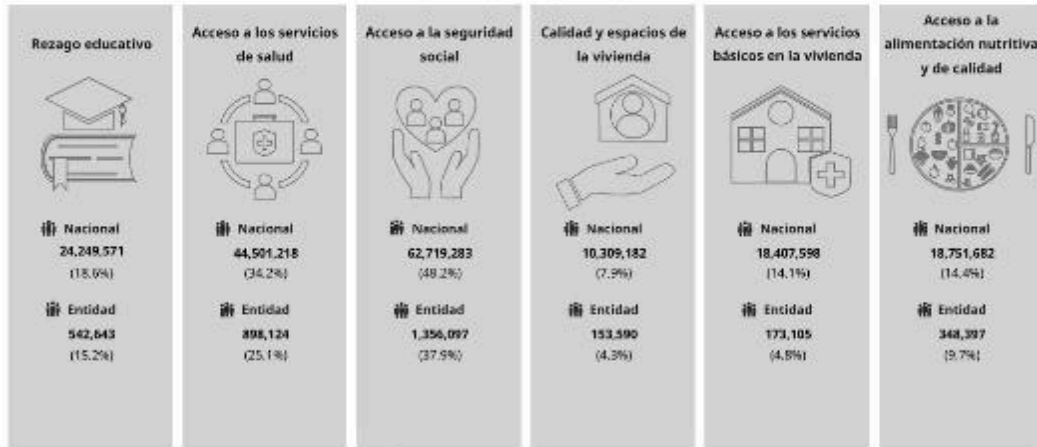 Rezago educativo
Nacional
24,249,571
(18.6%)
Entidad
542,643
(15.2%)
Acceso a los servicios
de salud
Nacional
44,501,218
(34.2%)
Entidad
898,124
(25.1%)
Acceso a la seguridad
social
Nacional
62,719,283
(48.2%)
Entidad
1,356,097
(37.9%)
Calidad y espacios de
la vivienda
Nacional
10,309,182
(7.9%)
Entidad
153,590
(4.3%)
Acceso a los servicios
básicos en la vivienda
Nacional
18,407,598
(14.1%)
Entidad
173,105
(4.8%)
Acceso a la
alimentación nutritiva
y de calidad
Nacional
18,751,682
(14.4%)
Entidad
348,397
(9.7%)